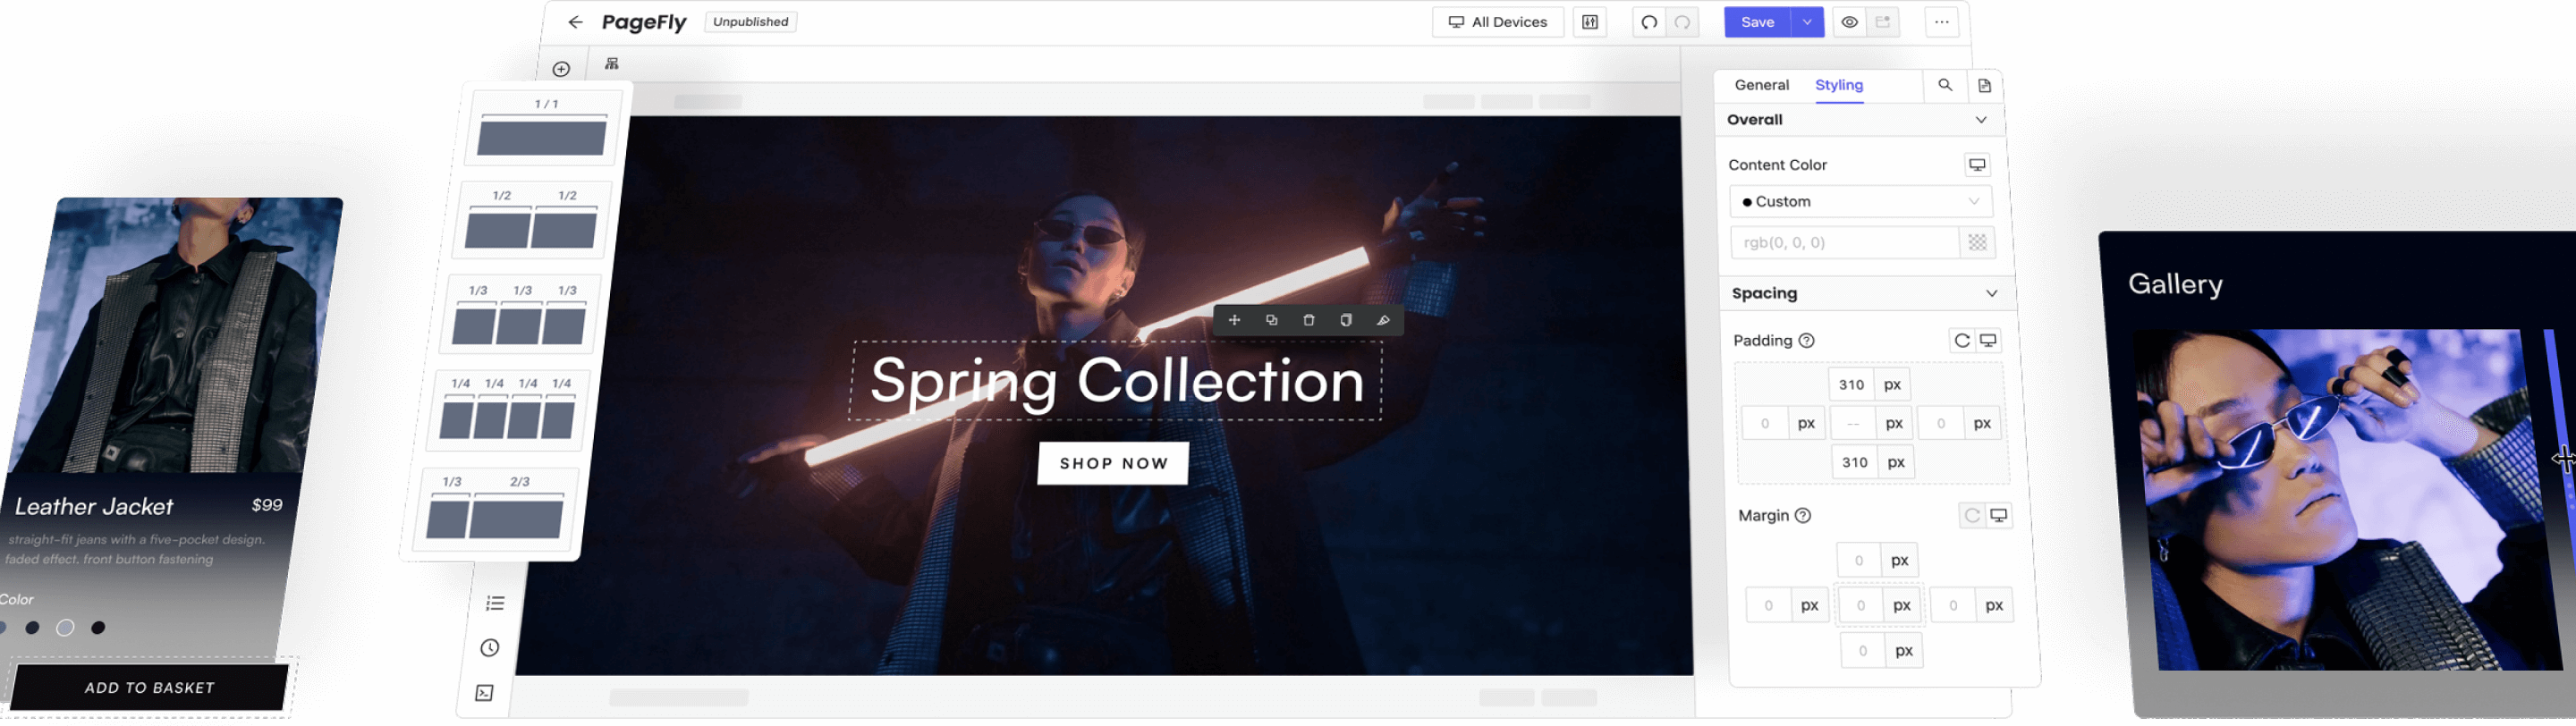 PageFly
Unpublished
All Devices
Save
1 / 1
1/2 1/2
1/3 1/3 1/3
1/4 1/4 1/4 1/4
1/3 2/3
Leather Jacket $99
straight-fit jeans with a five-pocket design.
faded effect. front button fastening
Color
ADD TO BASKET
Spring Collection
SHOP NOW
General Styling
Overall
Content Color
Custom
rgb(0, 0, 0)
Spacing
Padding
310 px
0 px -- px 0 px
310 px
Margin
0 px
0 px 0 px 0 px
0 px
Gallery